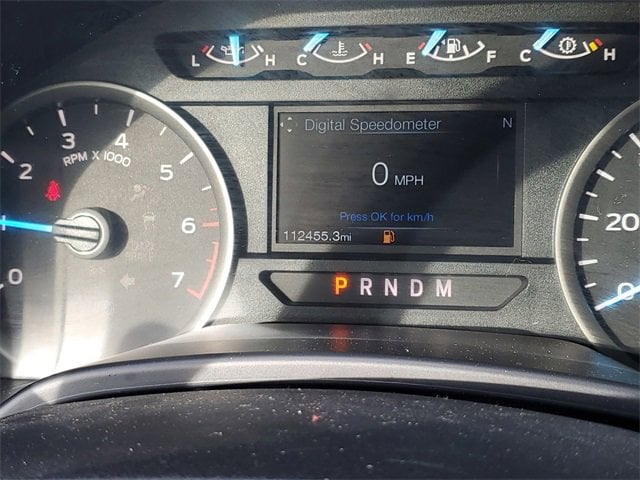 L H C H E F C H
Digital Speedometer N
0 MPH
Press OK for km/h
112455.3mi
P R N D M
0 2 3 4 5 6 7
RPM X 1000
BRAKE
0 20